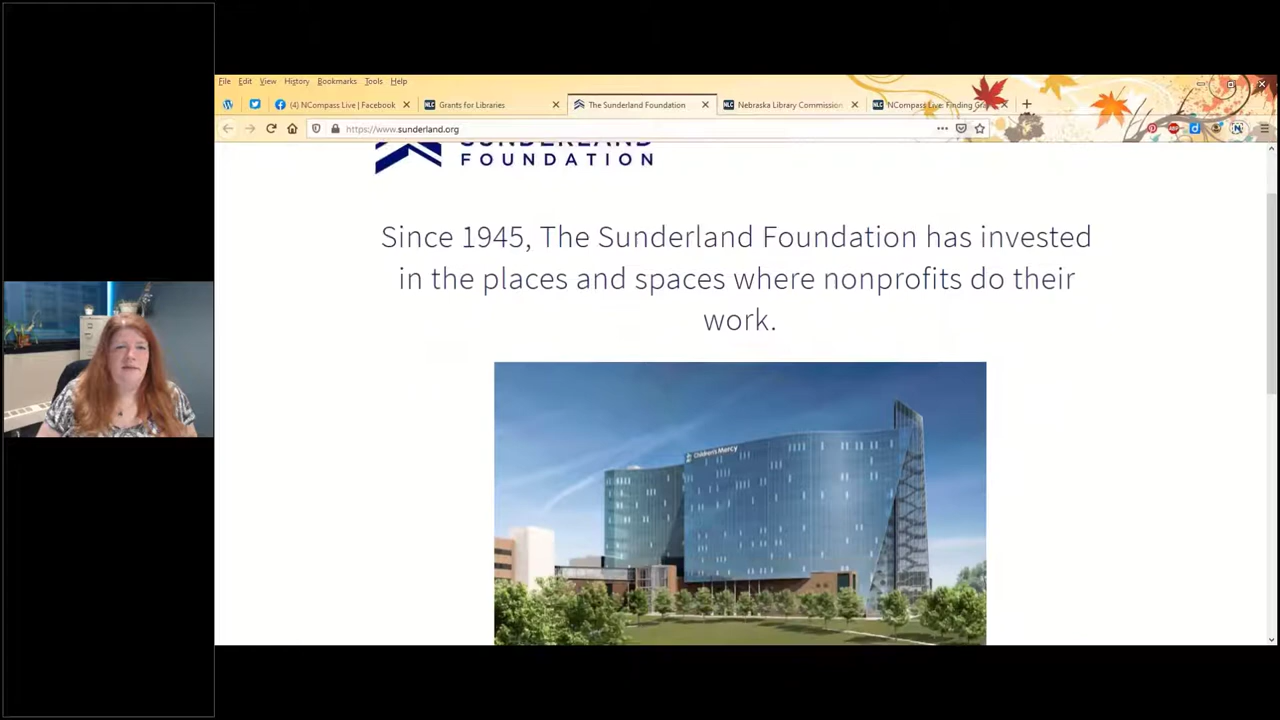 File Edit View History Bookmarks Tools Help
(4) NCompass Live | Facebook
Grants for Libraries
The Sunderland Foundation
Nebraska Library Commission
NCompass Live: Finding Gra
https://www.sunderland.org
SUNDERLAND
FOUNDATION
Since 1945, The Sunderland Foundation has invested
in the places and spaces where nonprofits do their
work.
Children's Mercy